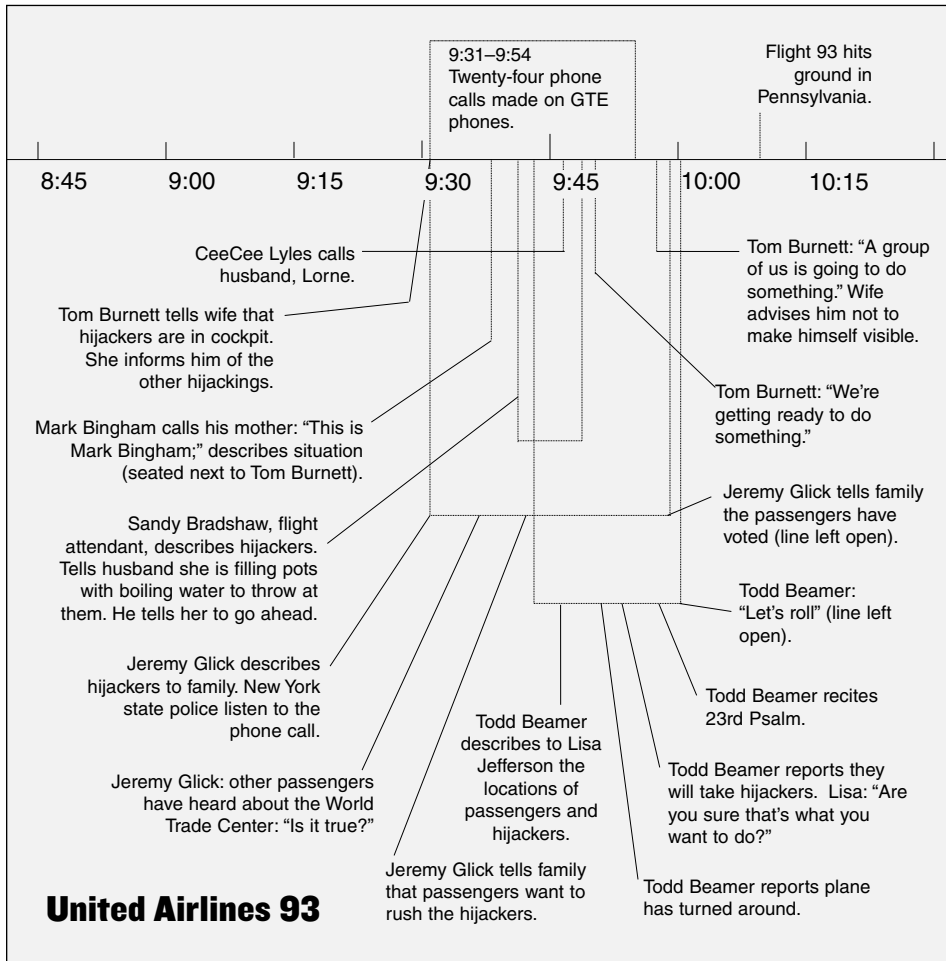 9:31–9:54
Twenty-four phone
calls made on GTE
phones.
Flight 93 hits
ground in
Pennsylvania.
8:45
9:00
9:15
9:30
9:45
10:00
10:15
CeeCee Lyles calls
husband, Lorne.
Tom Burnett: “A group
of us is going to do
something.” Wife
advises him not to
make himself visible.
Tom Burnett tells wife that
hijackers are in cockpit.
She informs him of the
other hijackings.
Tom Burnett: “We’re
getting ready to do
something.”
Mark Bingham calls his mother: “This is
Mark Bingham;” describes situation
(seated next to Tom Burnett).
Jeremy Glick tells family
the passengers have
voted (line left open).
Sandy Bradshaw, flight
attendant, describes hijackers.
Tells husband she is filling pots
with boiling water to throw at
them. He tells her to go ahead.
Todd Beamer:
“Let’s roll” (line left
open).
Jeremy Glick describes
hijackers to family. New York
state police listen to the
phone call.
Todd Beamer recites
23rd Psalm.
Todd Beamer
describes to Lisa
Jefferson the
locations of
passengers and
hijackers.
Jeremy Glick: other passengers
have heard about the World
Trade Center: “Is it true?”
Todd Beamer reports they
will take hijackers.  Lisa: “Are
you sure that’s what you
want to do?”
Jeremy Glick tells family
that passengers want to
rush the hijackers.
Todd Beamer reports plane
has turned around.
United Airlines 93